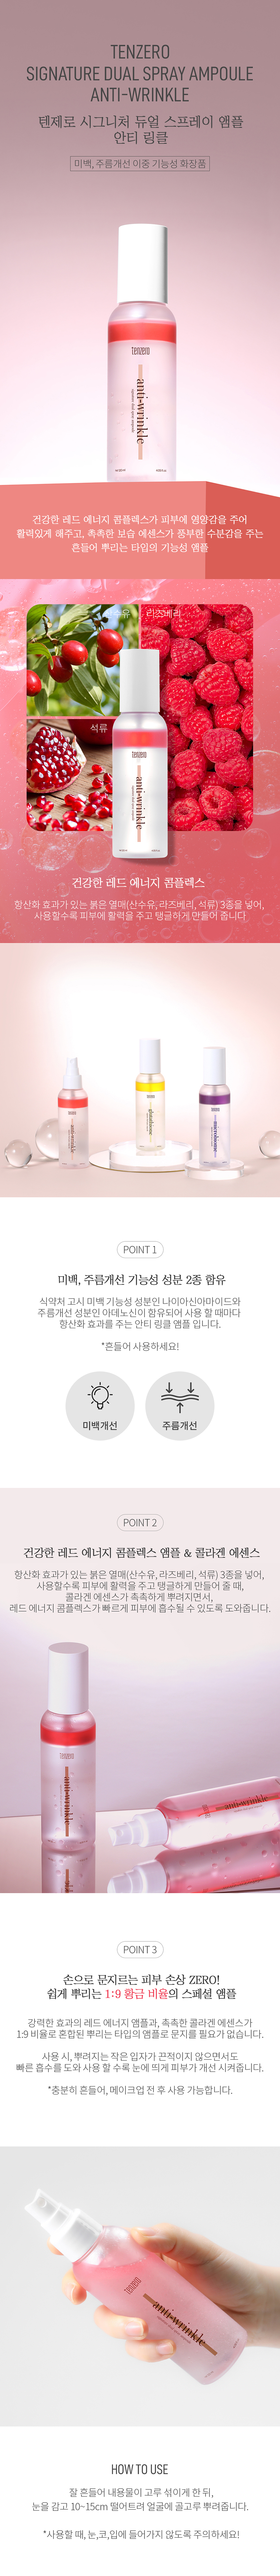 TENZERO
SIGNATURE DUAL SPRAY AMPOULE
ANTI-WRINKLE
텐제로 시그니처 듀얼 스프레이 앰플
안티 링클
미백, 주름개선 이중 기능성 화장품
tenzero
anti-wrinkle
건강한 레드 에너지 콤플렉스가 피부에 영양감을 주어
활력있게 해주고, 촉촉한 보습 에센스가 풍부한 수분감을 주는
흔들어 뿌리는 타입의 기능성 앰플
라즈베리
석류
tenzero
anti-wrinkle
건강한 레드 에너지 콤플렉스
항산화 효과가 있는 붉은 열매(산수유, 라즈베리, 석류) 3종을 넣어,
사용할수록 피부에 활력을 주고 탱글하게 만들어 줍니다
anti-wrinkle
glutathione
POINT 1
미백, 주름개선 기능성 성분 2종 함유
식약처 고시 미백 기능성 성분인 나이아신아마이드와
주름개선 성분인 아데노신이 함유되어 사용 할 때마다
항산화 효과를 주는 안티 링클 앰플 입니다.
*흔들어 사용하세요!
미백개선
주름개선
POINT 2
건강한 레드 에너지 콤플렉스 앰플 & 콜라겐 에센스
항산화 효과가 있는 붉은 열매(산수유, 라즈베리, 석류) 3종을 넣어,
사용할수록 피부에 활력을 주고 탱글하게 만들어 줄 때,
콜라겐 에센스가 촉촉하게 뿌려지면서,
레드 에너지 콤플렉스가 빠르게 피부에 흡수될 수 있도록 도와줍니다.
tenzero
anti-wrinkle
tenzero
anti-wrinkle
POINT 3
손으로 문지르는 피부 손상 ZERO!
쉽게 뿌리는 1:9 황금 비율의 스페셜 앰플
강력한 효과의 레드 에너지 앰플과, 촉촉한 콜라겐 에센스가
1:9 비율로 혼합된 뿌리는 타입의 앰플로 문지를 필요가 없습니다.
사용 시, 뿌려지는 작은 입자가 끈적이지 않으면서도
빠른 흡수를 도와 사용 할 수록 눈에 띄게 피부가 개선 시켜줍니다.
*충분히 흔들어, 메이크업 전 후 사용 가능합니다.
tenzero
anti-wrinkle
HOW TO USE
잘 흔들어 내용물이 고루 섞이게 한 뒤,
눈을 감고 10~15cm 떨어트려 얼굴에 골고루 뿌려줍니다.
*사용할 때, 눈,코,입에 들어가지 않도록 주의하세요!